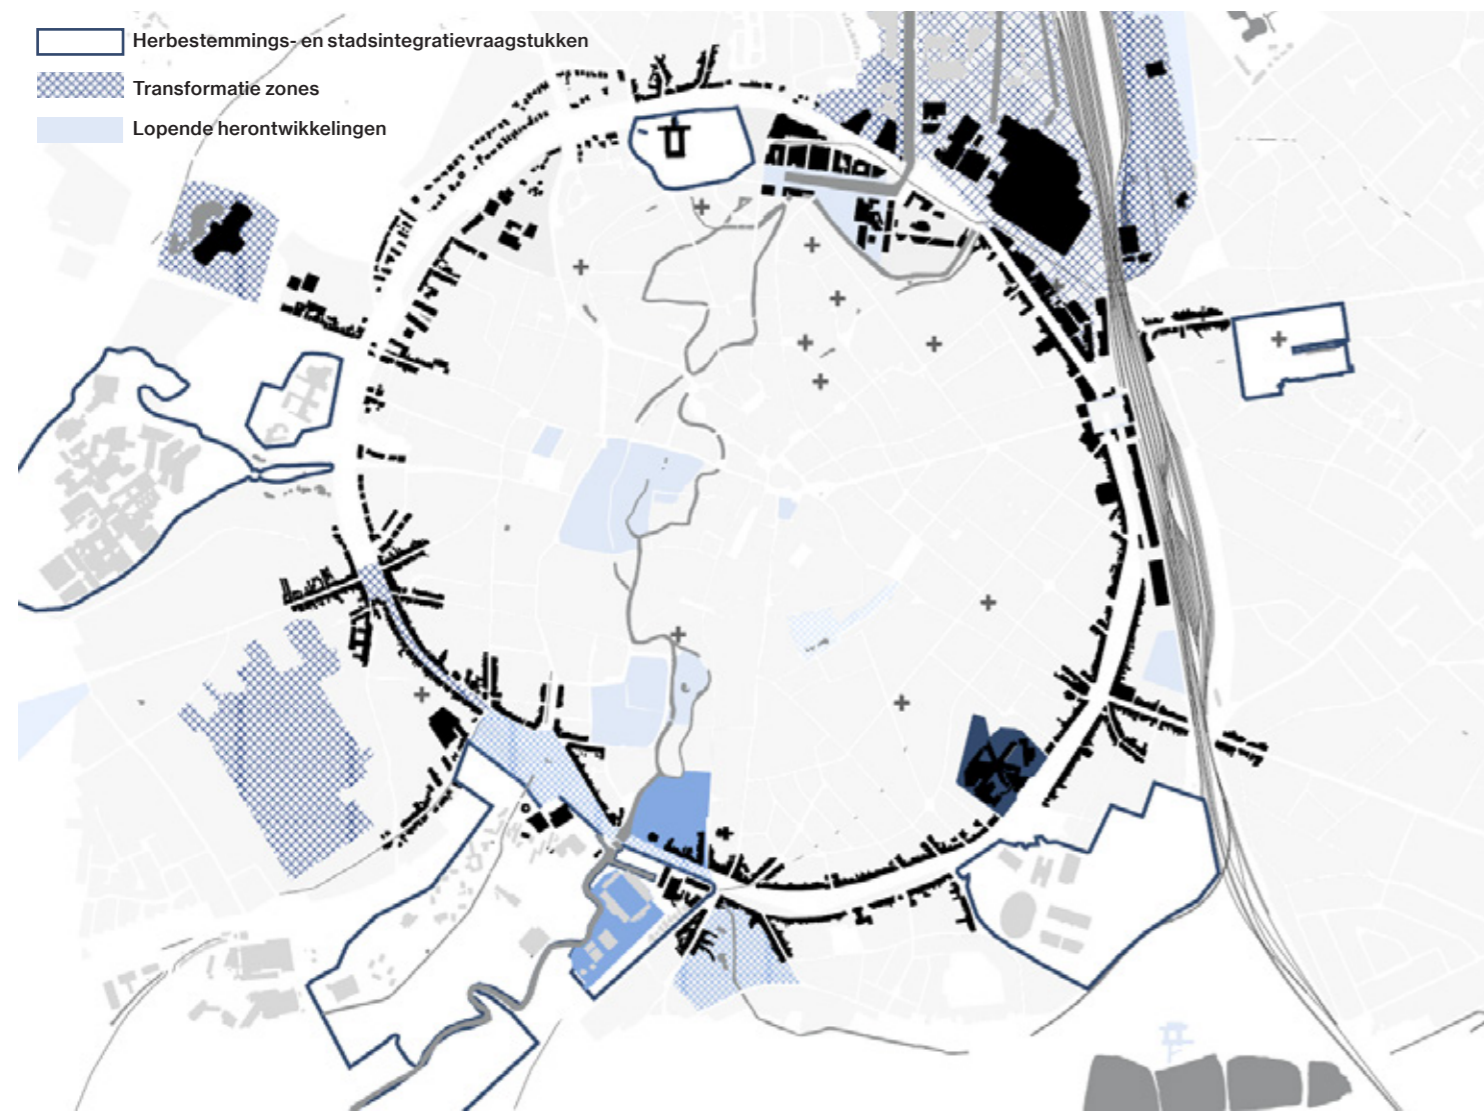 Herbestemmings- en stadsintegratievraagstukken
Transformatie zones
Lopende herontwikkelingen